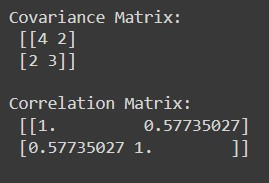 Covariance Matrix:
[[4 2]
[2 3]]
Correlation Matrix:
[[1.         0.57735027]
[0.57735027 1.        ]]